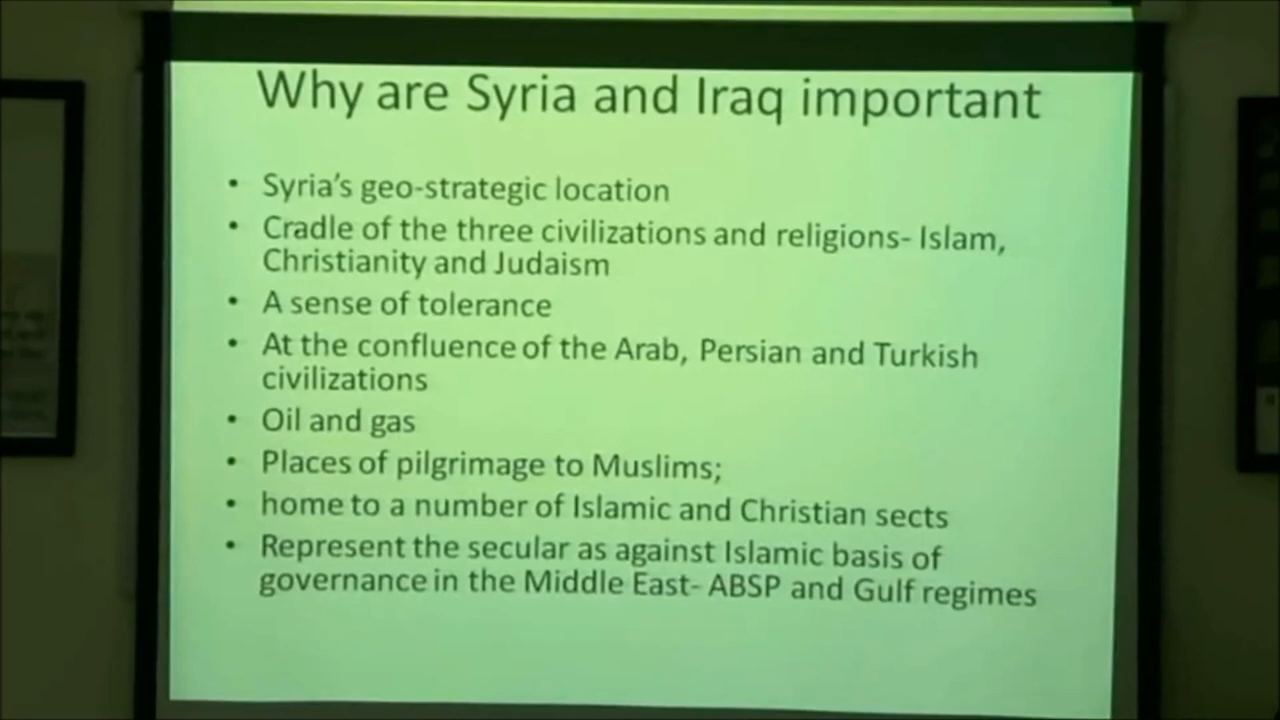 Why are Syria and Iraq important
• Syria's geo-strategic location
• Cradle of the three civilizations and religions- Islam,
Christianity and Judaism
• A sense of tolerance
• At the confluence of the Arab, Persian and Turkish
civilizations
• Oil and gas
• Places of pilgrimage to Muslims;
• home to a number of Islamic and Christian sects
• Represent the secular as against Islamic basis of
governance in the Middle East- ABSP and Gulf regimes